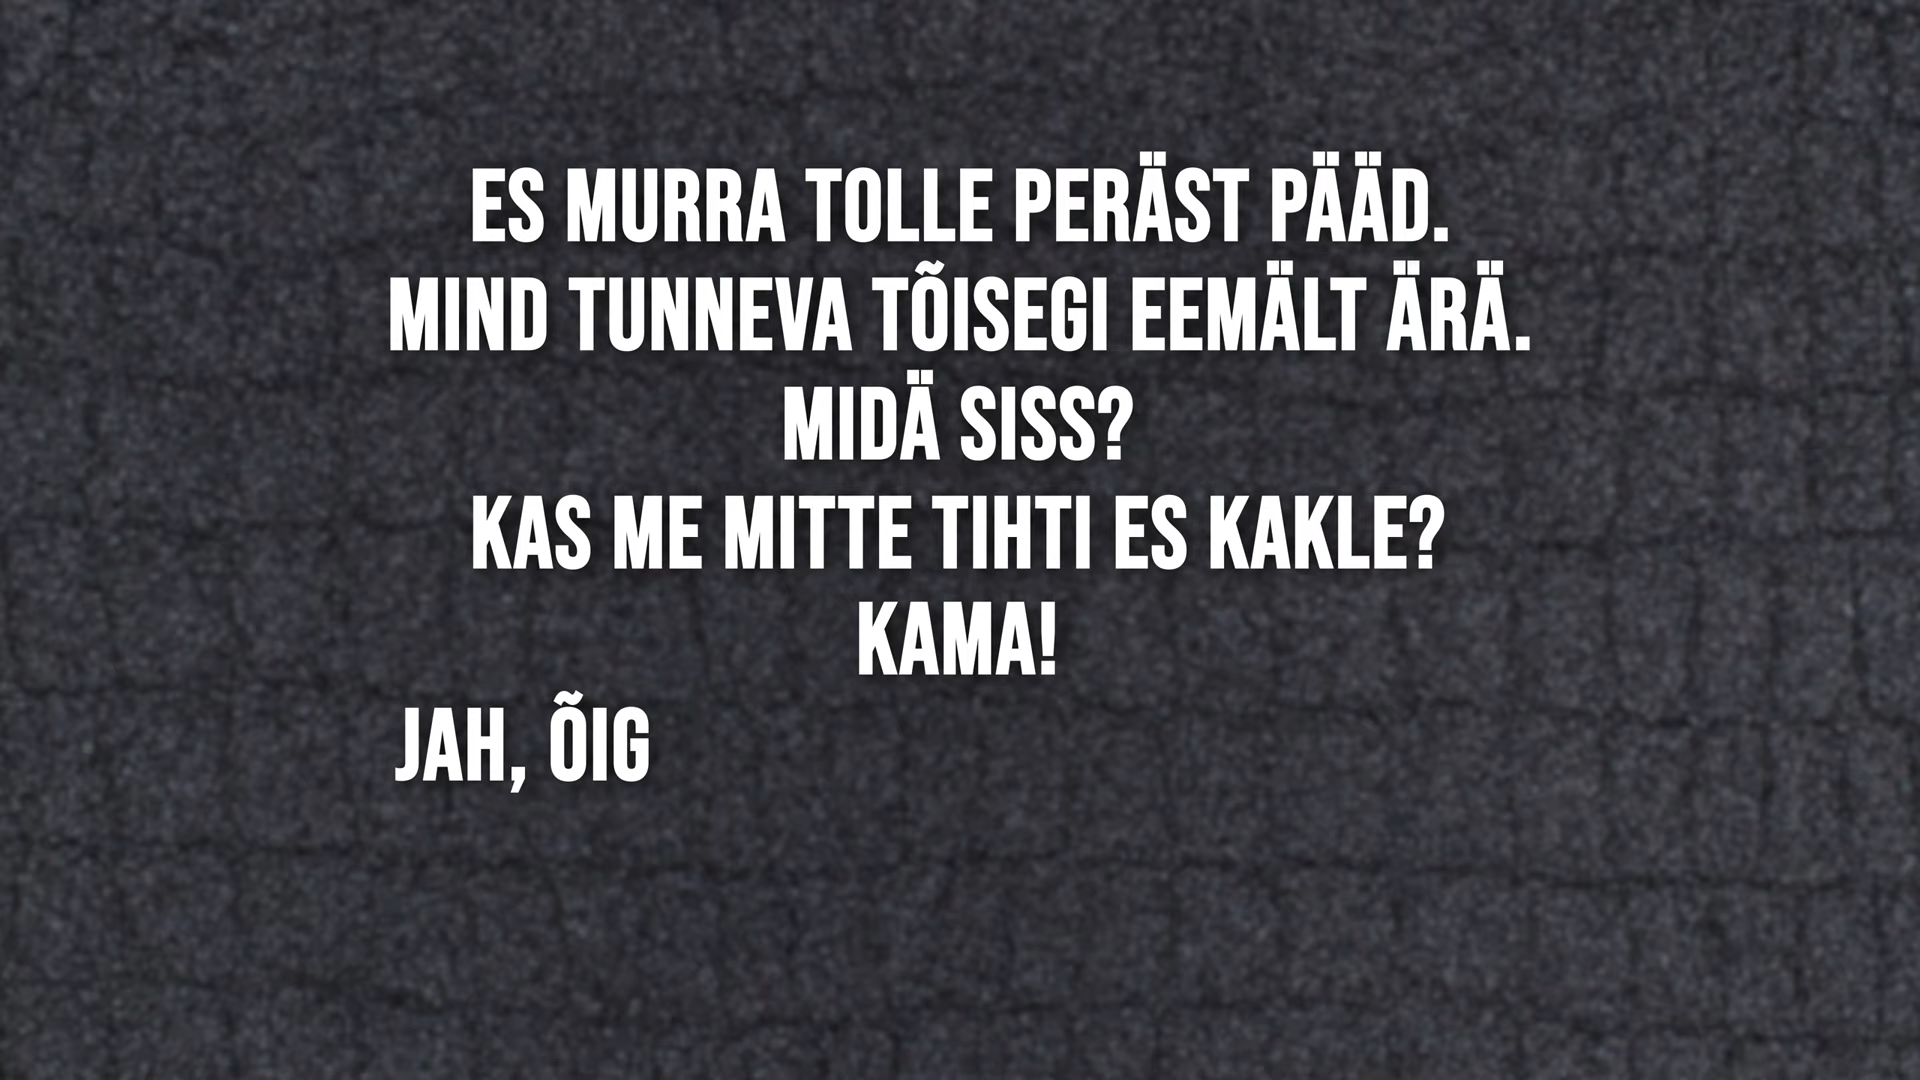 ES MURRA TOLLE PERÄST PÄÄD.
MIND TUNNEVA TÕISEGI EEMÄLT ÄRÄ.
MIDÄ SISS?
KAS ME MITTE TIHTI ES KAKLE?
KAMA!
JAH, ÕIG